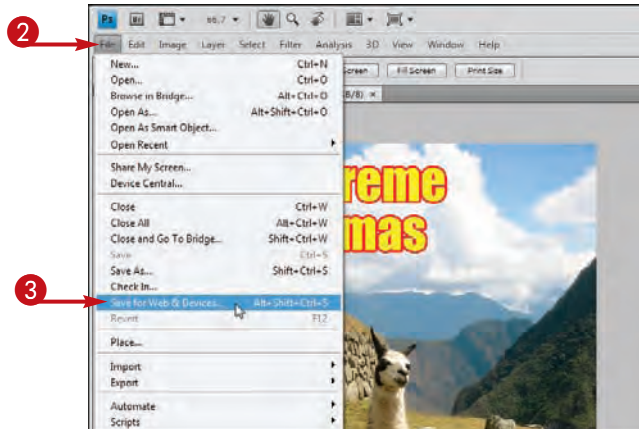 Ps Br 66.7
2
File Edit Image Layer Select Filter Analysis 3D View Window Help
New... Ctrl+N
Open... Ctrl+O
Screen Fill Screen Print Size
Browse in Bridge... Alt+Ctrl+O
Open As... Alt+Shift+Ctrl+O
B/8) ×
Open As Smart Object...
Open Recent
Share My Screen...
Device Central...
reme
mas
Close Ctrl+W
Close All Alt+Ctrl+W
Close and Go To Bridge... Shift+Ctrl+W
Save Ctrl+S
Save As... Shift+Ctrl+S
Check In...
3
Save for Web & Devices... Alt+Shift+Ctrl+S
Revert F12
Place...
Import
Export
Automate
Scripts